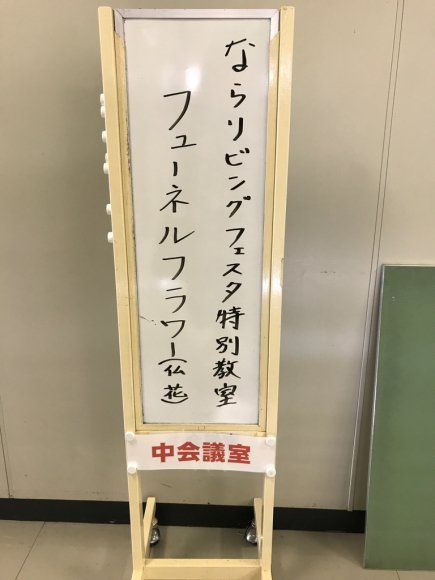 ならリビングフェスタ特別教室
フューネルフラワー(仏花)
中会議室